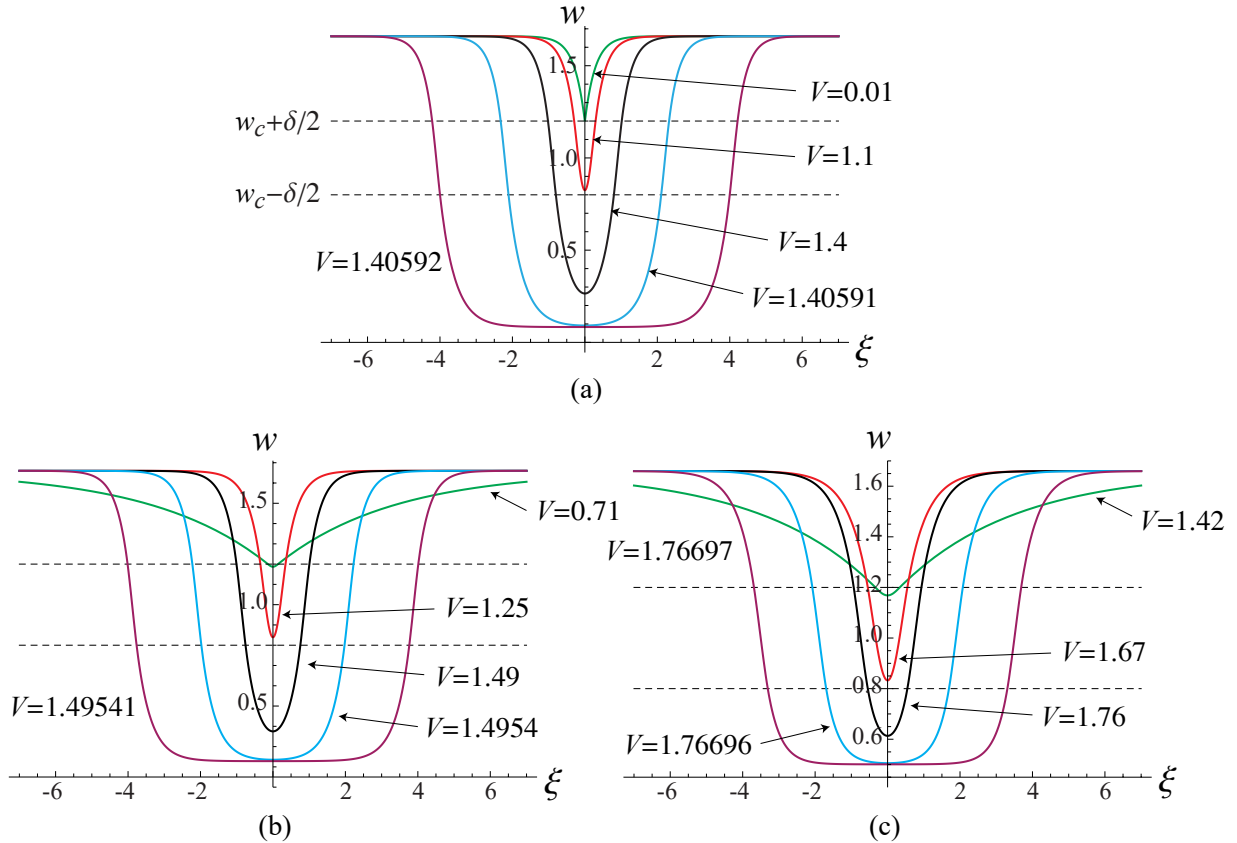 w
1.5
V=0.01
w_c+δ/2
1.0
V=1.1
w_c−δ/2
0.5
V=1.4
V=1.40592
V=1.40591
-6 -4 -2 2 4 6 ξ
(a)
w
1.5
V=0.71
1.0
V=1.25
0.5
V=1.49
V=1.49541
V=1.4954
-6 -4 -2 2 4 6 ξ
(b)
w
1.6
V=1.42
1.4
V=1.76697
1.2
1.0
V=1.67
0.8
V=1.76
V=1.76696
0.6
-6 -4 -2 2 4 6 ξ
(c)